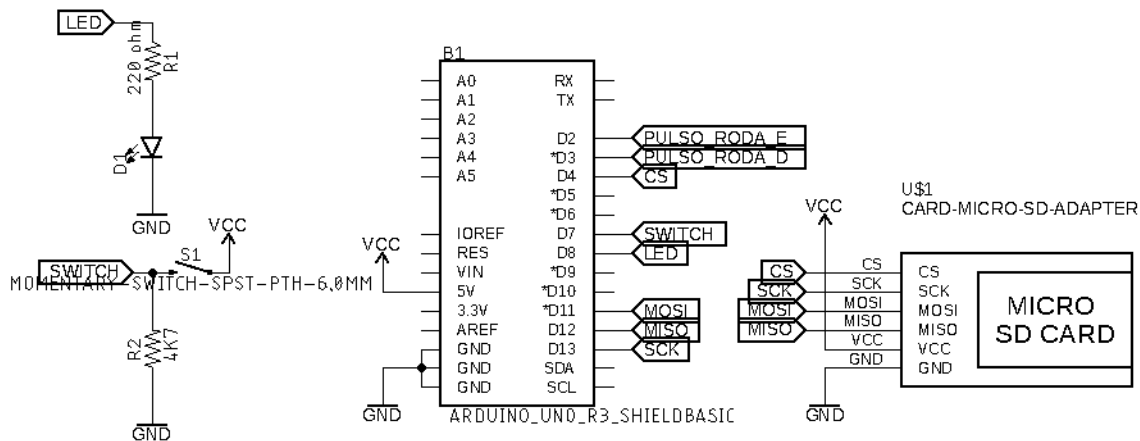 LED
220 ohm
R1
D1
GND
VCC
S1
SWITCH
MOMENTARY-SWITCH-SPST-PTH-6.0MM
R2
4K7
GND
B1
A0
A1
A2
A3
A4
A5
IOREF
RES
VIN
5V
3.3V
AREF
GND
GND
GND
RX
TX
D2
*D3
D4
*D5
*D6
D7
D8
*D9
*D10
*D11
D12
D13
SDA
SCL
PULSO_RODA_E
PULSO_RODA_D
CS
SWITCH
LED
MOSI
MISO
SCK
VCC
GND
ARDUINO_UNO_R3_SHIELDBASIC
U$1
CARD-MICRO-SD-ADAPTER
VCC
CS
SCK
MOSI
MISO
CS
SCK
MOSI
MISO
VCC
GND
CS
SCK
MOSI
MISO
VCC
GND
MICRO
SD CARD
GND